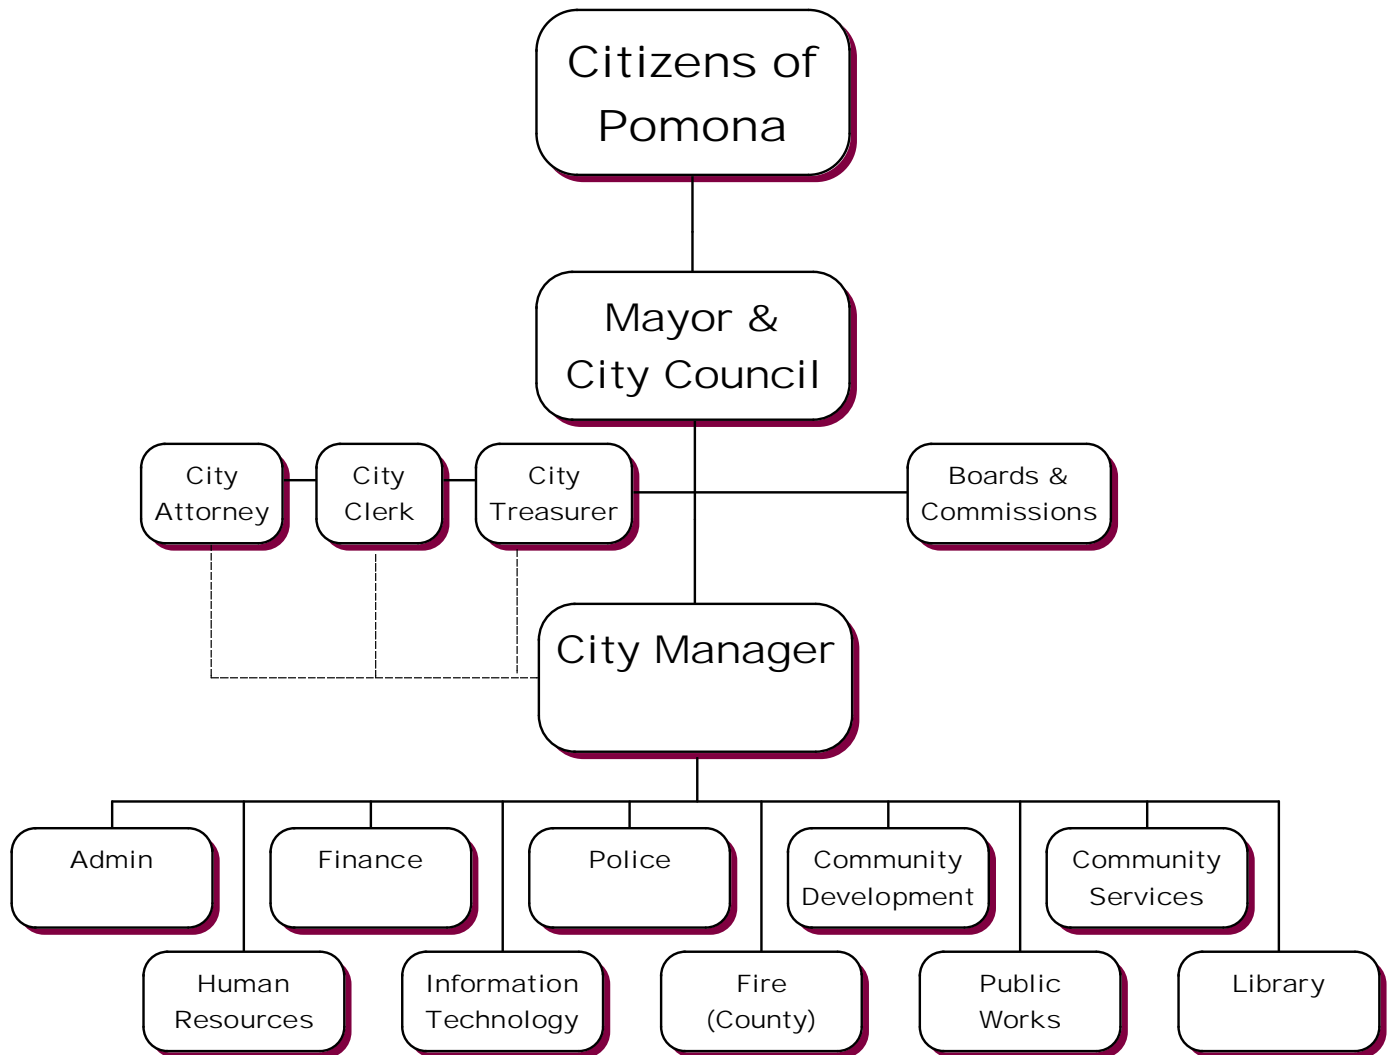 Citizens of
Pomona
Mayor &
City Council
City
Attorney
City
Clerk
City
Treasurer
Boards &
Commissions
City Manager
Admin
Finance
Police
Community
Development
Community
Services
Human
Resources
Information
Technology
Fire
(County)
Public
Works
Library